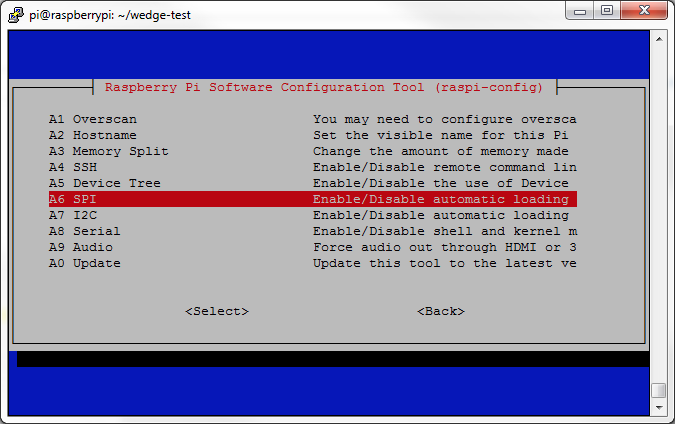 pi@raspberrypi: ~/wedge-test
Raspberry Pi Software Configuration Tool (raspi-config)
A1 Overscan You may need to configure oversca
A2 Hostname Set the visible name for this Pi
A3 Memory Split Change the amount of memory made
A4 SSH Enable/Disable remote command lin
A5 Device Tree Enable/Disable the use of Device
A6 SPI Enable/Disable automatic loading
A7 I2C Enable/Disable automatic loading
A8 Serial Enable/Disable shell and kernel m
A9 Audio Force audio out through HDMI or 3
A0 Update Update this tool to the latest ve
<Select> <Back>